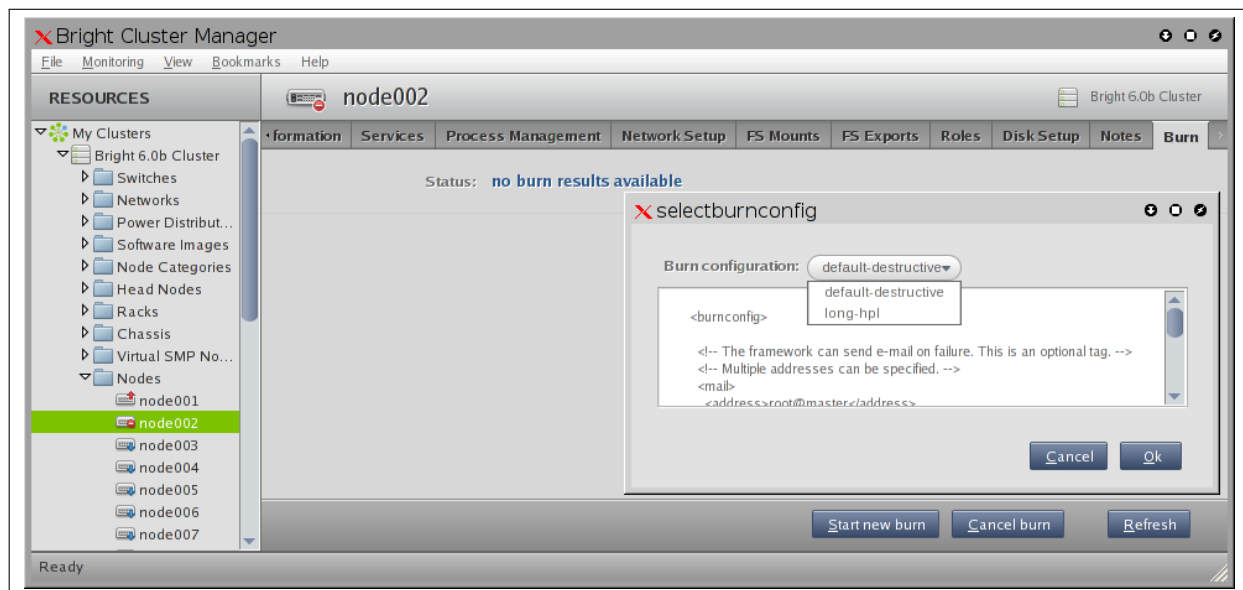 Bright Cluster Manager
File Monitoring View Bookmarks Help
RESOURCES
node002
Bright 6.0b Cluster
My Clusters
Bright 6.0b Cluster
Switches
Networks
Power Distribut...
Software Images
Node Categories
Head Nodes
Racks
Chassis
Virtual SMP No...
Nodes
node001
node002
node003
node004
node005
node006
node007
formation Services Process Management Network Setup FS Mounts FS Exports Roles Disk Setup Notes Burn
Status: no burn results available
selectburnconfig
Burn configuration: default-destructive
default-destructive
long-hpl
<burnconfig>
<!-- The framework can send e-mail on failure. This is an optional tag. -->
<!-- Multiple addresses can be specified. -->
<mail>
<address>root@master</address>
Cancel Ok
Start new burn Cancel burn Refresh
Ready